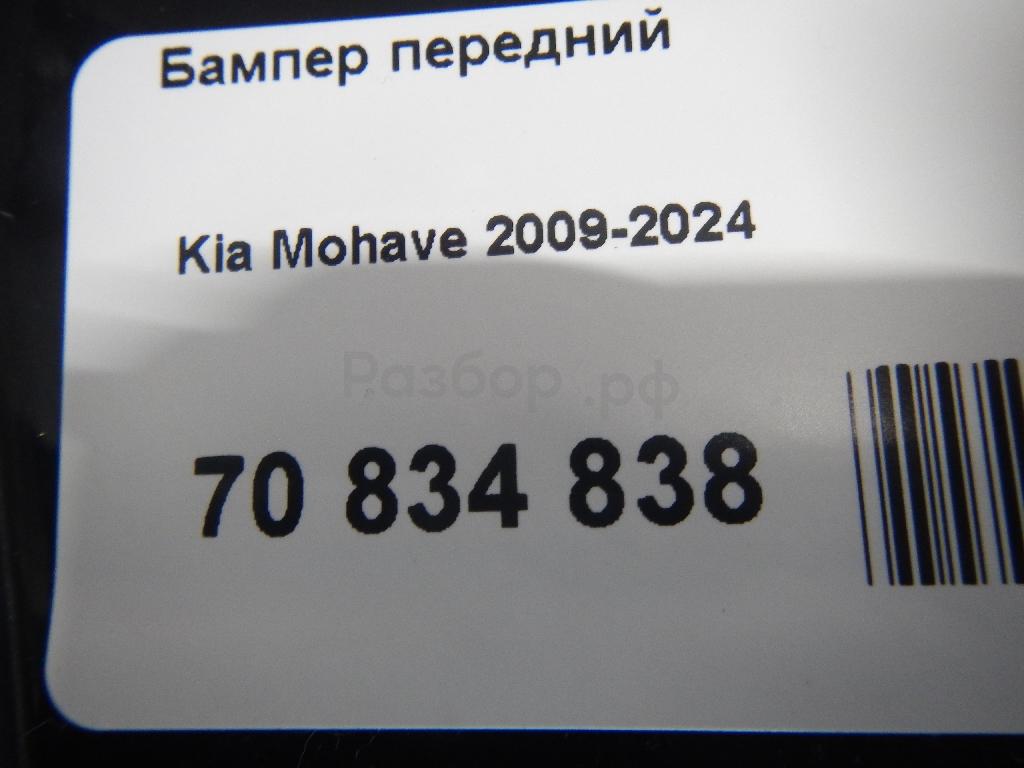 Бампер передний
Kia Mohave 2009-2024
Разбор.рф
70 834 838